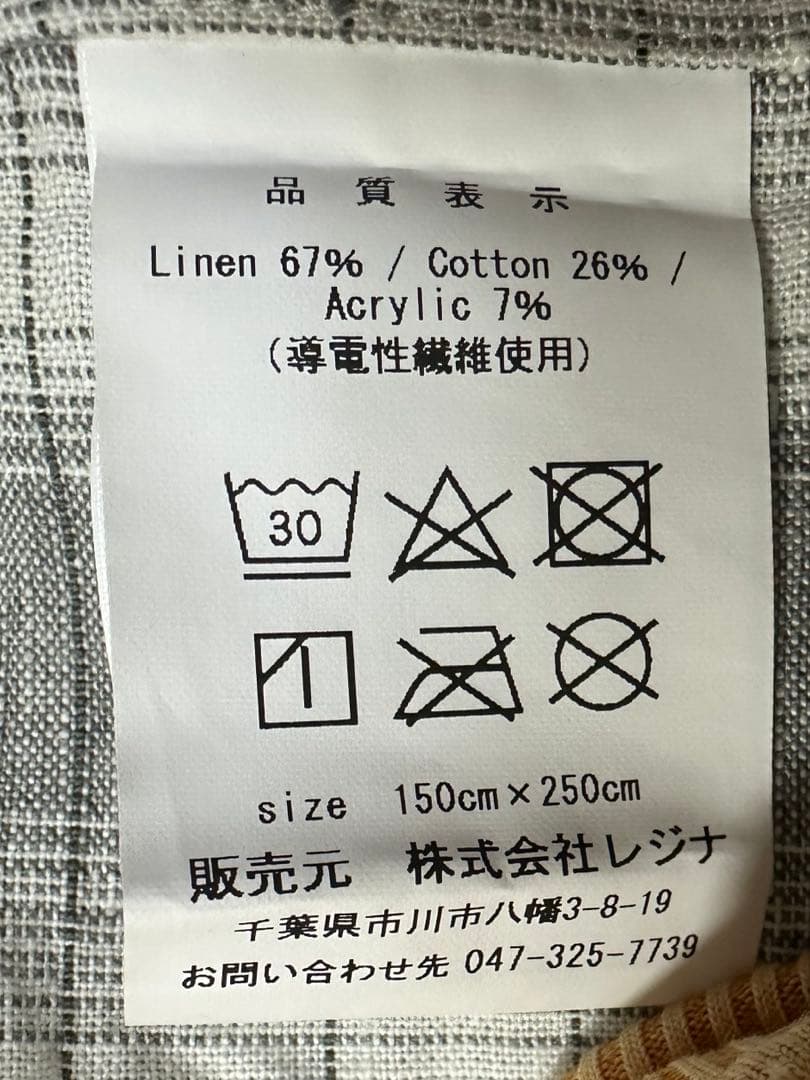 品質表示
Linen 67% / Cotton 26% /
Acrylic 7%
（導電性繊維使用）
30
size 150cm×250cm
販売元 株式会社レジナ
千葉県市川市八幡3-8-19
お問い合わせ先 047-325-7739